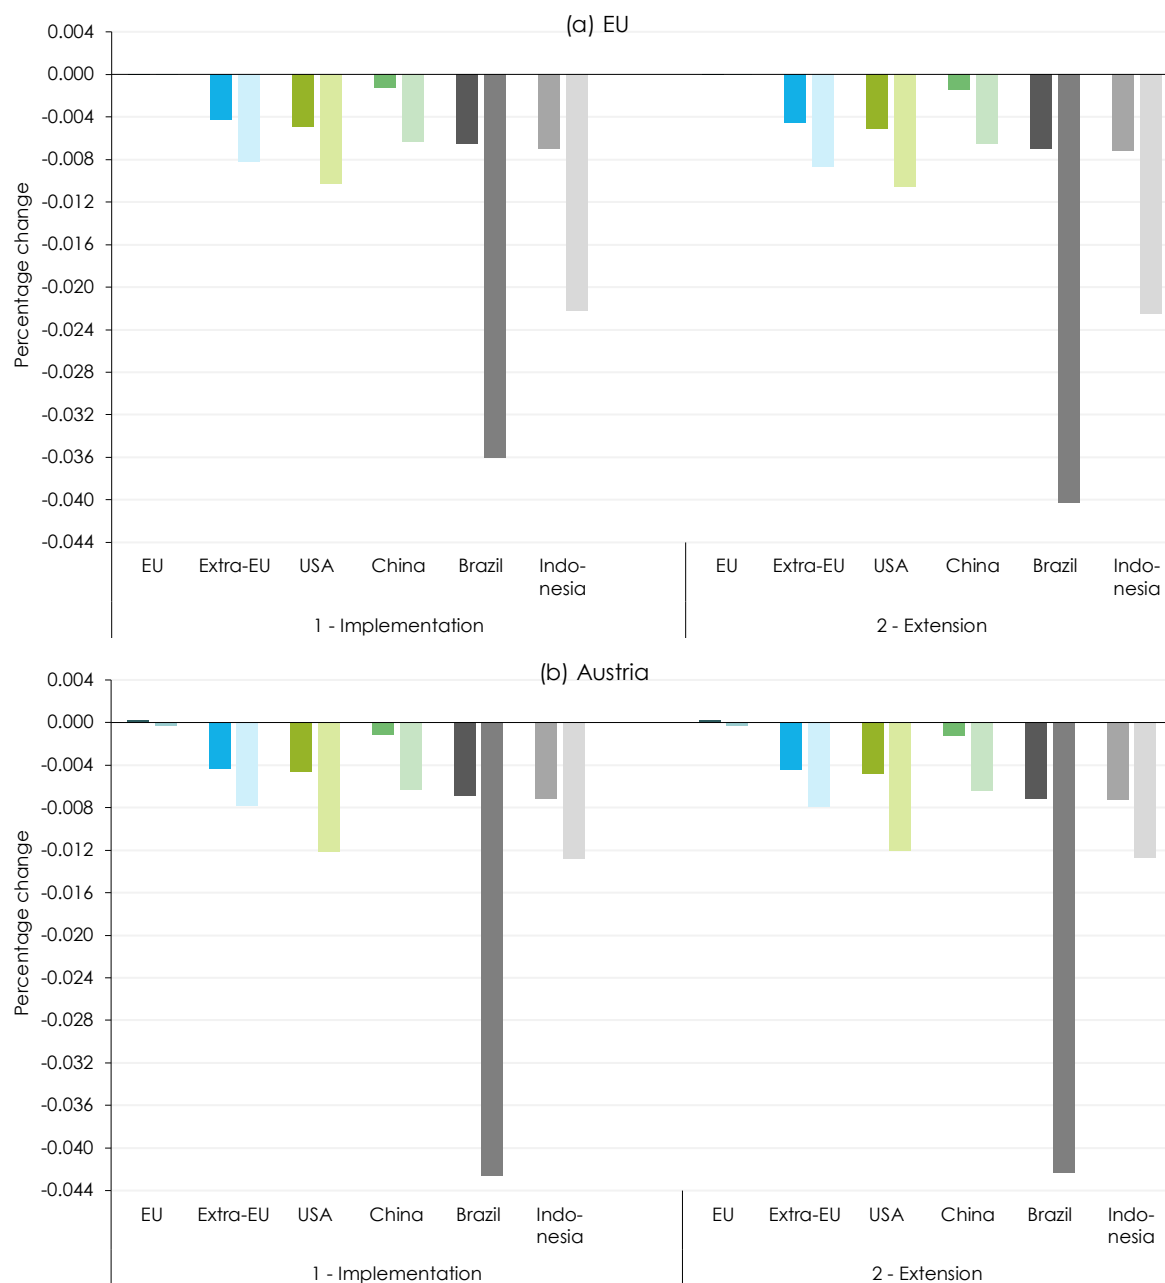 (a) EU
0.004
0.000
-0.004
-0.008
-0.012
-0.016
-0.020
-0.024
-0.028
-0.032
-0.036
-0.040
-0.044
Percentage change
EU Extra-EU USA China Brazil Indo-
nesia
EU Extra-EU USA China Brazil Indo-
nesia
1 - Implementation 2 - Extension
(b) Austria
0.004
0.000
-0.004
-0.008
-0.012
-0.016
-0.020
-0.024
-0.028
-0.032
-0.036
-0.040
-0.044
Percentage change
EU Extra-EU USA China Brazil Indo-
nesia
EU Extra-EU USA China Brazil Indo-
nesia
1 - Implementation 2 - Extension